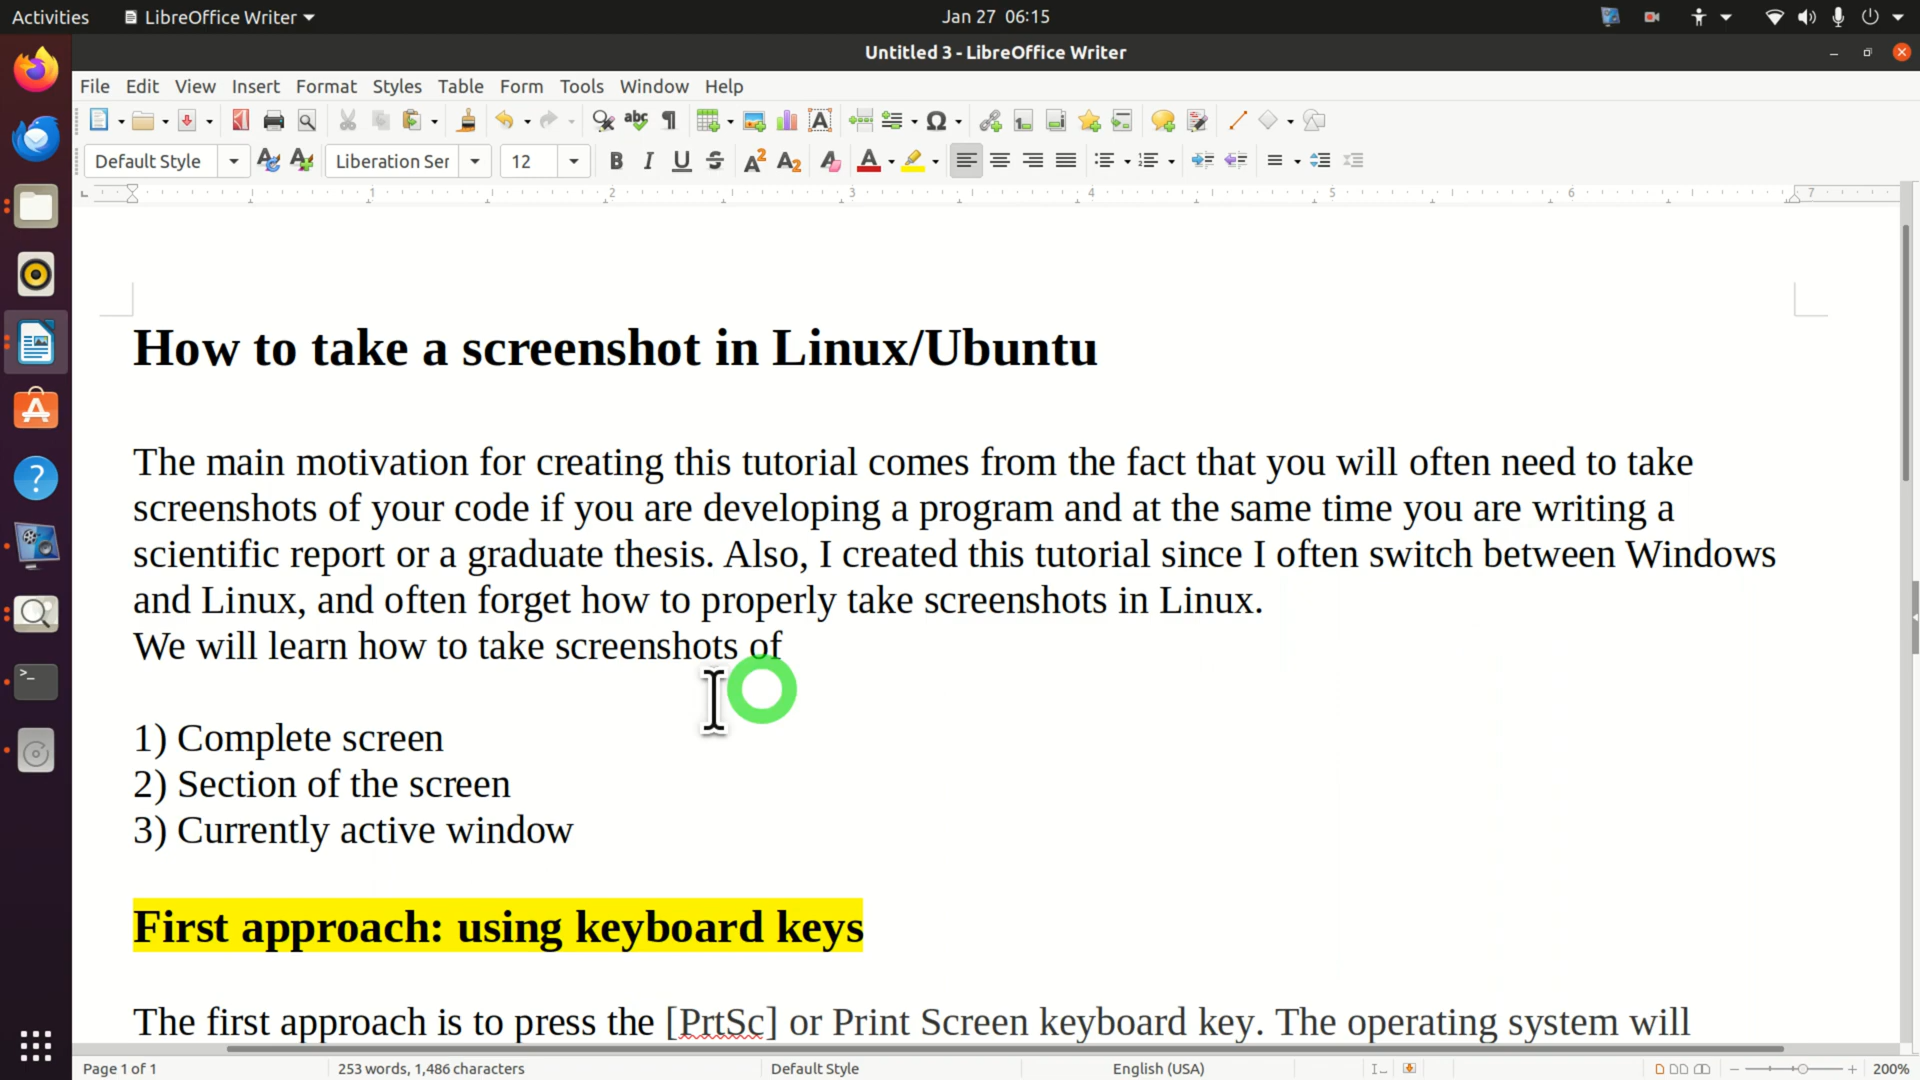 Activities LibreOffice Writer Jan 27 06:15
Untitled 3 - LibreOffice Writer
File Edit View Insert Format Styles Table Form Tools Window Help
Default Style Liberation Ser 12
1 2 3 4 5 6 7
How to take a screenshot in Linux/Ubuntu
The main motivation for creating this tutorial comes from the fact that you will often need to take
screenshots of your code if you are developing a program and at the same time you are writing a
scientific report or a graduate thesis. Also, I created this tutorial since I often switch between Windows
and Linux, and often forget how to properly take screenshots in Linux.
We will learn how to take screenshots of
1) Complete screen
2) Section of the screen
3) Currently active window
First approach: using keyboard keys
The first approach is to press the [PrtSc] or Print Screen keyboard key. The operating system will
Page 1 of 1 253 words, 1,486 characters Default Style English (USA) 200%